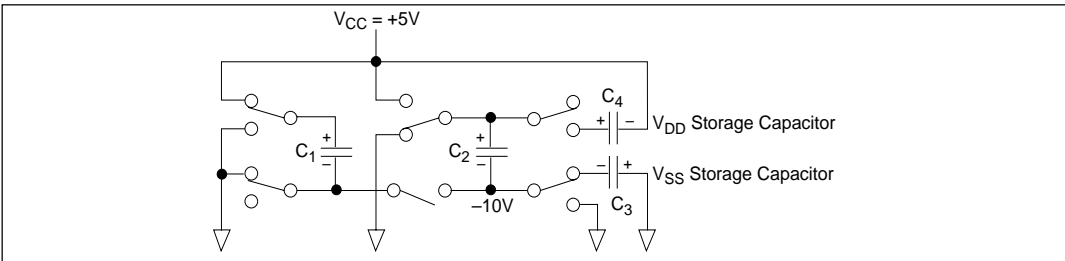 V_CC = +5V
C_4
+ −
V_DD Storage Capacitor
+
C_1
−
+
C_2
−
− +
V_SS Storage Capacitor
−10V
C_3